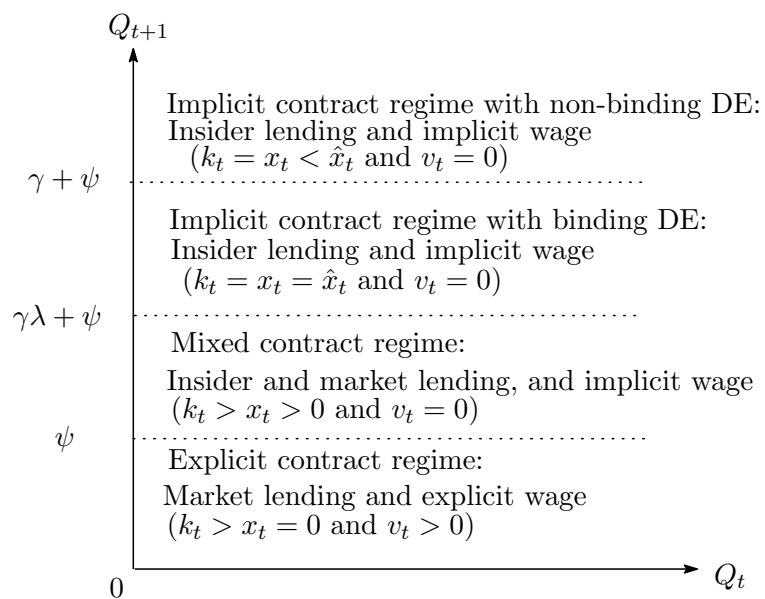 Q_{t+1}
Implicit contract regime with non-binding DE:
Insider lending and implicit wage
(k_t = x_t < x̂_t and v_t = 0)
γ + ψ
Implicit contract regime with binding DE:
Insider lending and implicit wage
(k_t = x_t = x̂_t and v_t = 0)
γλ + ψ
Mixed contract regime:
Insider and market lending, and implicit wage
(k_t > x_t > 0 and v_t = 0)
ψ
Explicit contract regime:
Market lending and explicit wage
(k_t > x_t = 0 and v_t > 0)
0
Q_t